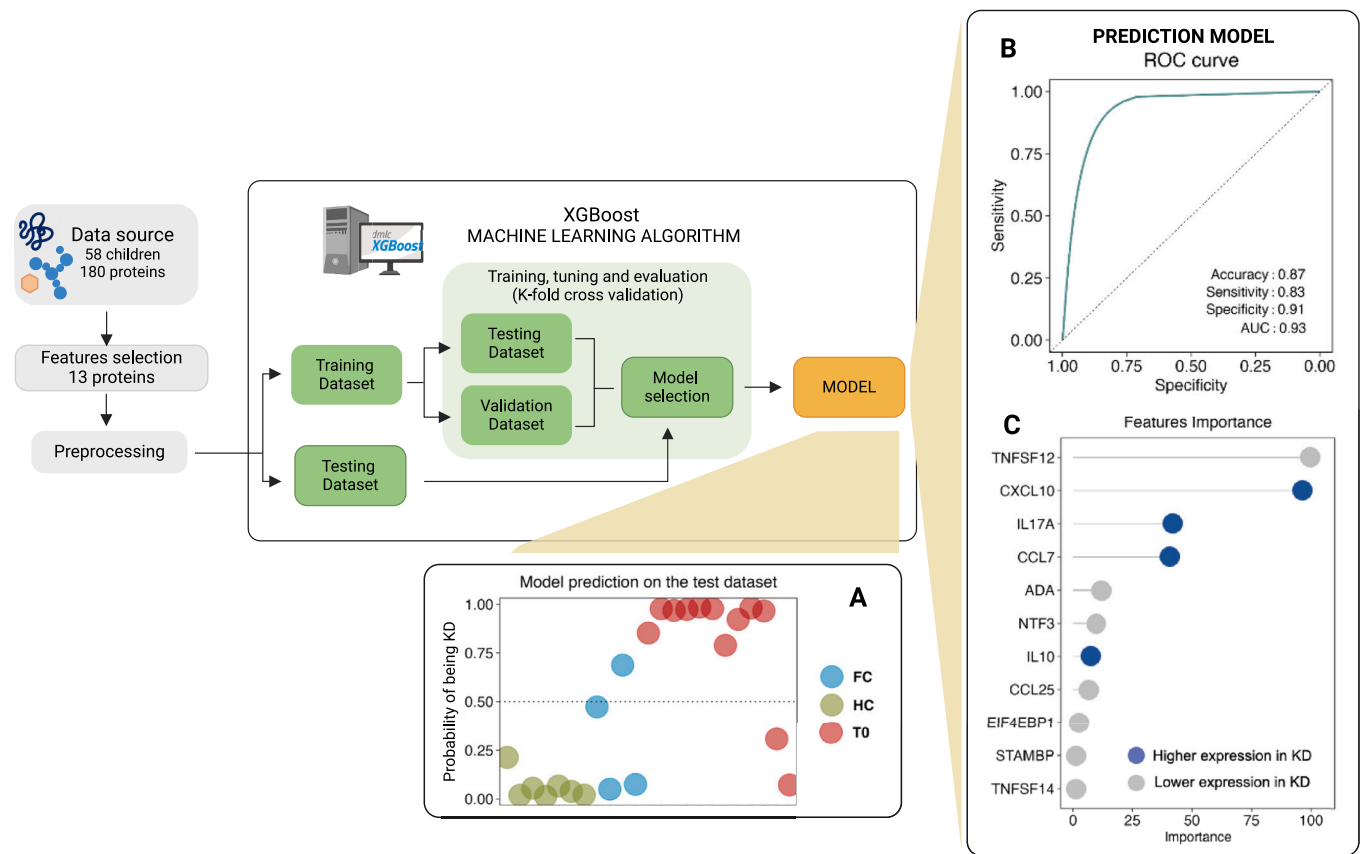 Data source
58 children
180 proteins
Features selection
13 proteins
Preprocessing
dmlc
XGBoost
XGBoost
MACHINE LEARNING ALGORITHM
Training, tuning and evaluation
(K-fold cross validation)
Training
Dataset
Testing
Dataset
Testing
Dataset
Validation
Dataset
Model
selection
MODEL
A
Model prediction on the test dataset
Probability of being KD
1.00
0.75
0.50
0.25
0.00
FC
HC
T0
B
PREDICTION MODEL
ROC curve
Sensitivity
1.00
0.75
0.50
0.25
0.00
Accuracy : 0.87
Sensitivity : 0.83
Specificity : 0.91
AUC : 0.93
1.00 0.75 0.50 0.25 0.00
Specificity
C
Features Importance
TNFSF12
CXCL10
IL17A
CCL7
ADA
NTF3
IL10
CCL25
EIF4EBP1
STAMBP
TNFSF14
Higher expression in KD
Lower expression in KD
0 25 50 75 100
Importance